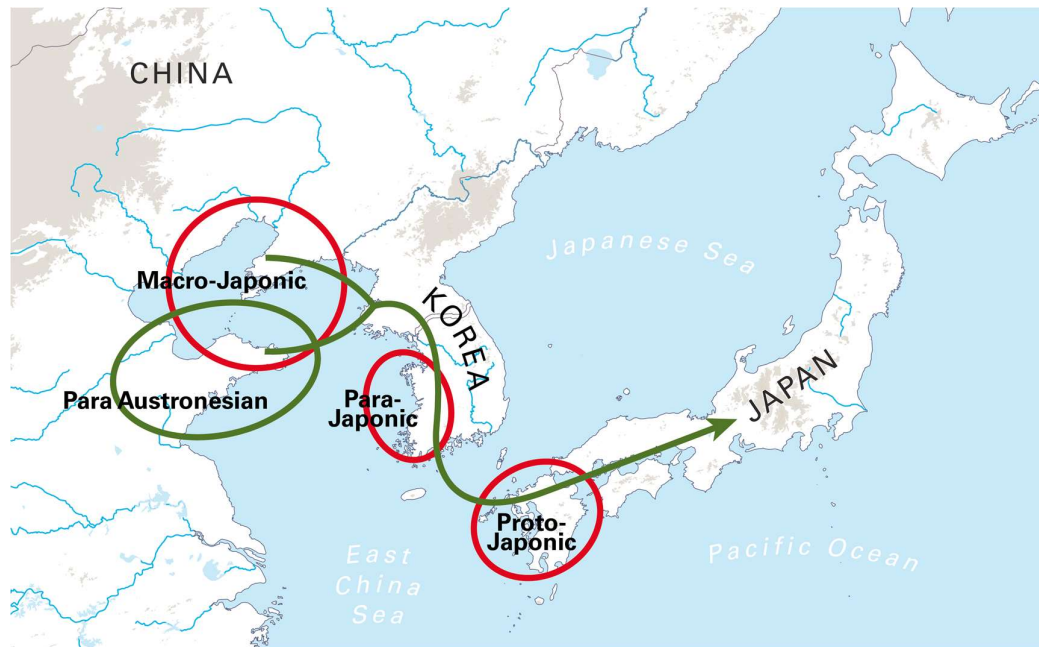 CHINA
Japanese Sea
Macro-Japonic
KOREA
Para Austronesian
Para-
Japonic
JAPAN
Proto-
Japonic
East
China
Sea
Pacific Ocean